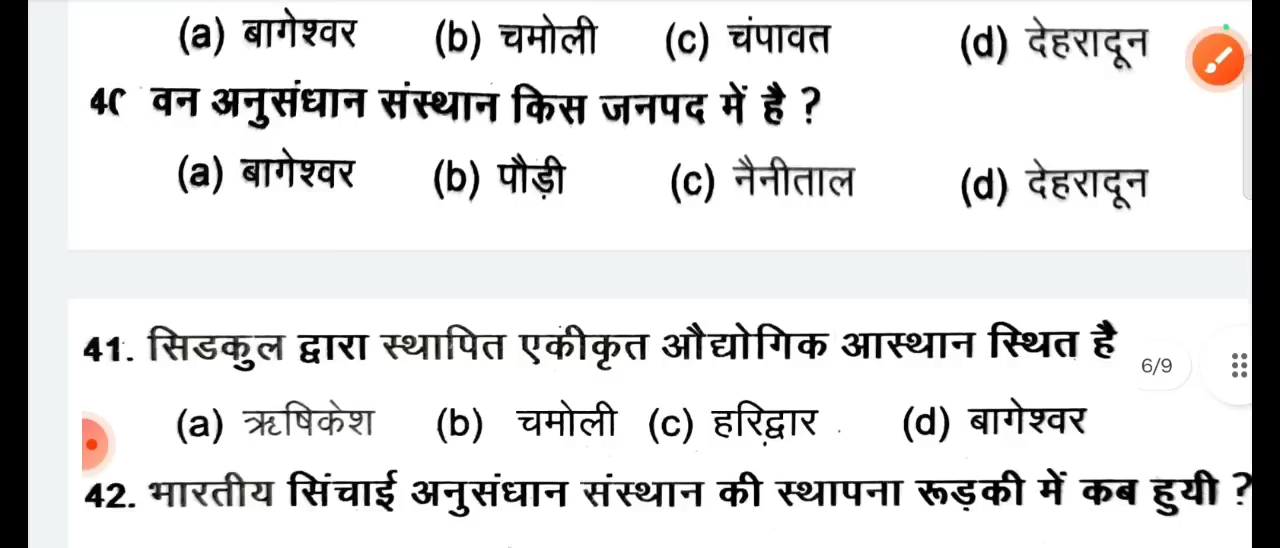 (a) बागेश्वर (b) चमोली (c) चंपावत (d) देहरादून
वन अनुसंधान संस्थान किस जनपद में है ?
(a) बागेश्वर (b) पौड़ी (c) नैनीताल (d) देहरादून
41. सिडकुल द्वारा स्थापित एकीकृत औद्योगिक आस्थान स्थित है
6/9
(a) ऋषिकेश (b) चमोली (c) हरिद्वार (d) बागेश्वर
42. भारतीय सिंचाई अनुसंधान संस्थान की स्थापना रूड़की में कब हुयी ?